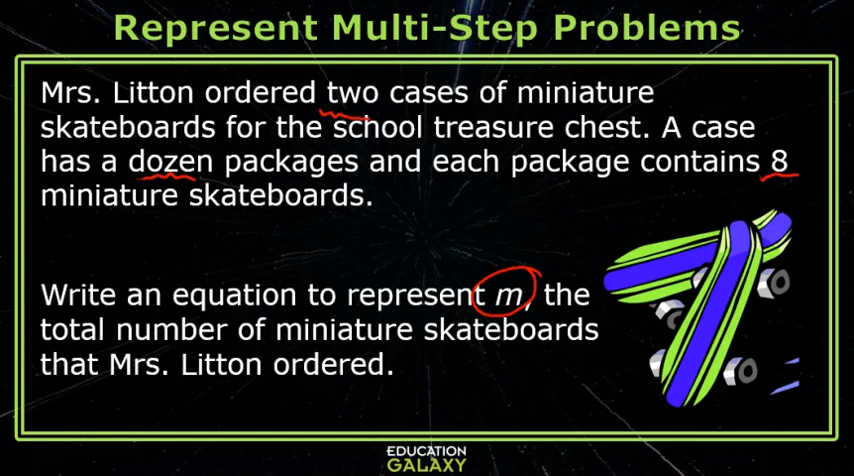 Represent Multi-Step Problems
Mrs. Litton ordered two cases of miniature
skateboards for the school treasure chest. A case
has a dozen packages and each package contains 8
miniature skateboards.
Write an equation to represent m, the
total number of miniature skateboards
that Mrs. Litton ordered.
EDUCATION
GALAXY